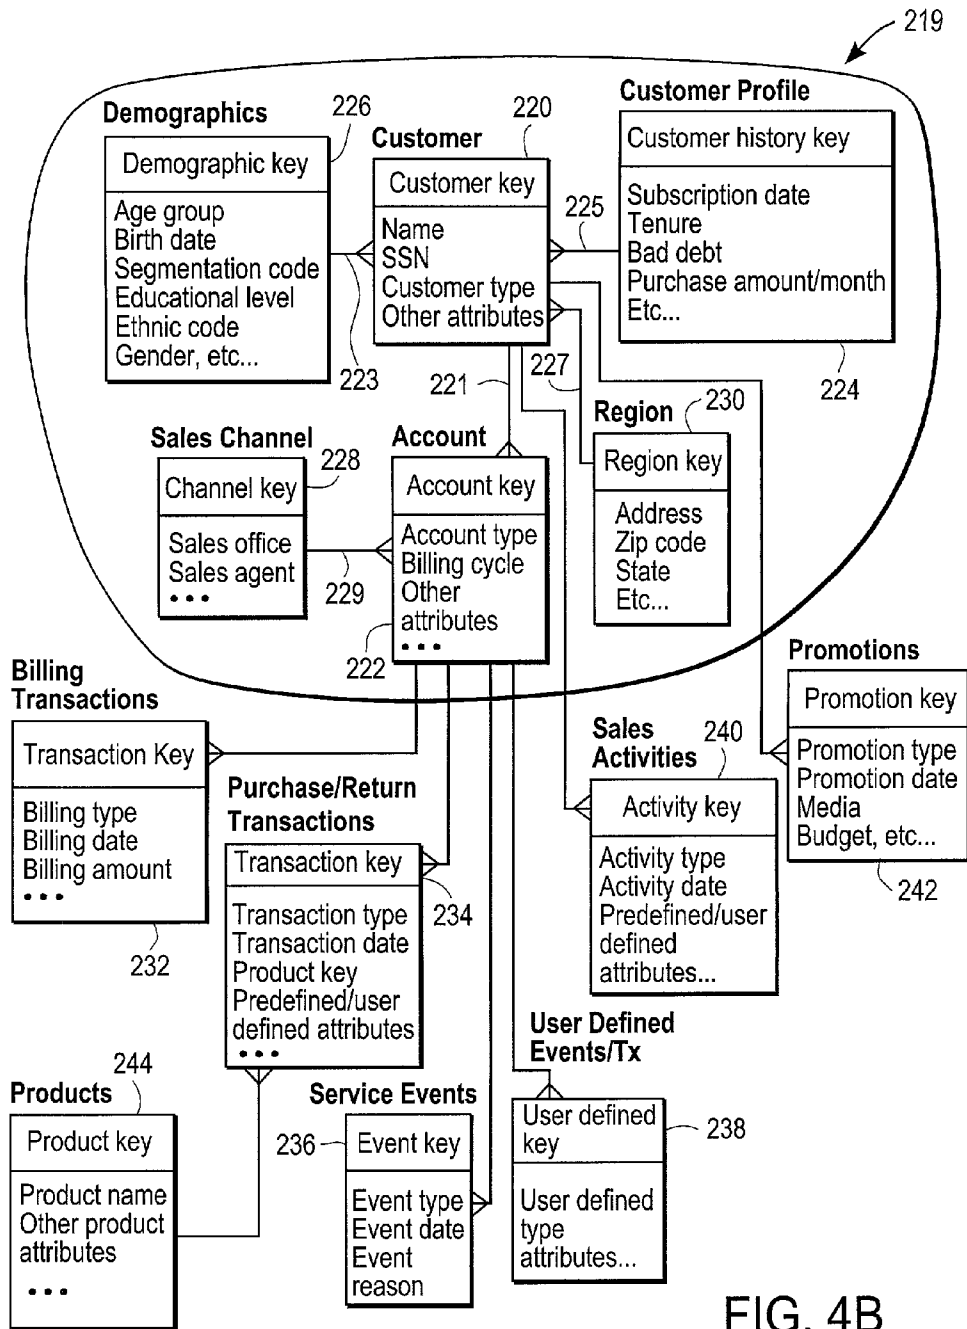 219
Demographics
226
Demographic key
Age group
Birth date
Segmentation code
Educational level
Ethnic code
Gender, etc...
223
220
Customer
Customer key
Name
SSN
Customer type
Other attributes
225
Customer Profile
Customer history key
Subscription date
Tenure
Bad debt
Purchase amount/month
Etc...
224
221
227
Sales Channel
228
Channel key
Sales office
Sales agent
•••
229
Account
Account key
Account type
Billing cycle
Other
attributes
•••
222
Region
230
Region key
Address
Zip code
State
Etc...
Billing
Transactions
Transaction Key
Billing type
Billing date
Billing amount
•••
232
Purchase/Return
Transactions
Transaction key
234
Transaction type
Transaction date
Product key
Predefined/user
defined attributes
•••
Sales
Activities
240
Activity key
Activity type
Activity date
Predefined/user
defined
attributes...
Promotions
Promotion key
Promotion type
Promotion date
Media
Budget, etc...
242
Products
244
Product key
Product name
Other product
attributes
•••
Service Events
236
Event key
Event type
Event date
Event
reason
User Defined
Events/Tx
User defined
key
238
User defined
type
attributes...
FIG. 4B